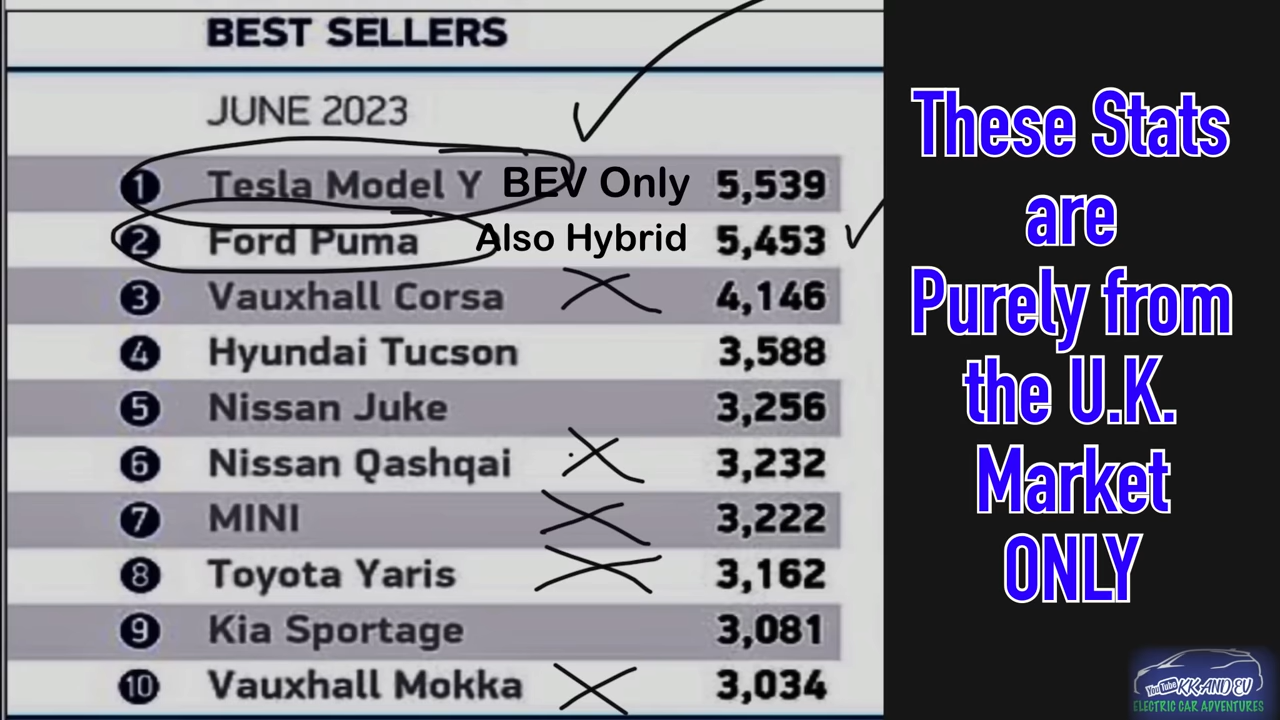 BEST SELLERS
JUNE 2023
1 Tesla Model Y BEV Only 5,539
2 Ford Puma Also Hybrid 5,453
3 Vauxhall Corsa 4,146
4 Hyundai Tucson 3,588
5 Nissan Juke 3,256
6 Nissan Qashqai 3,232
7 MINI 3,222
8 Toyota Yaris 3,162
9 Kia Sportage 3,081
10 Vauxhall Mokka 3,034
These Stats
are
Purely from
the U.K.
Market
ONLY
YouTube KK AND EV
ELECTRIC CAR ADVENTURES